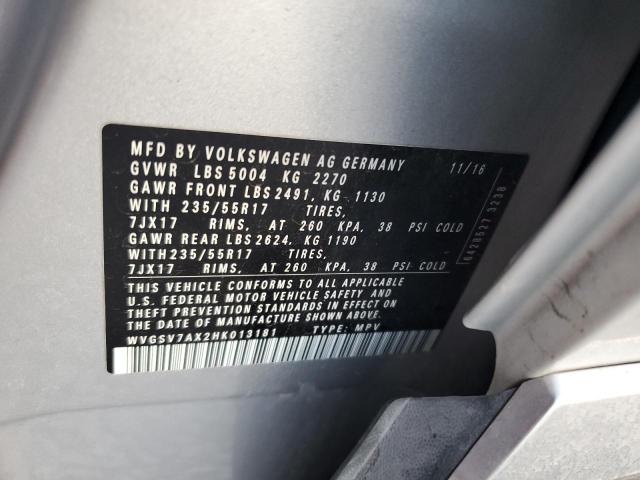 MFD BY VOLKSWAGEN AG GERMANY 11/16
GVWR LBS 5004 KG 2270
GAWR FRONT LBS 2491, KG 1130
WITH 235/55R17 TIRES,
7JX17 RIMS, AT 260 KPA, 38 PSI COLD
GAWR REAR LBS 2624, KG 1190
WITH235/55R17 TIRES,
7JX17 RIMS, AT 260 KPA, 38 PSI COLD
THIS VEHICLE CONFORMS TO ALL APPLICABLE
U.S. FEDERAL MOTOR VEHICLE SAFETY AND
THEFT PREVENTION STANDARDS IN EFFECT ON
THE DATE OF MANUFACTURE SHOWN ABOVE.
WVGSV7AX2HK013181 TYPE: MPV
6428527 3238